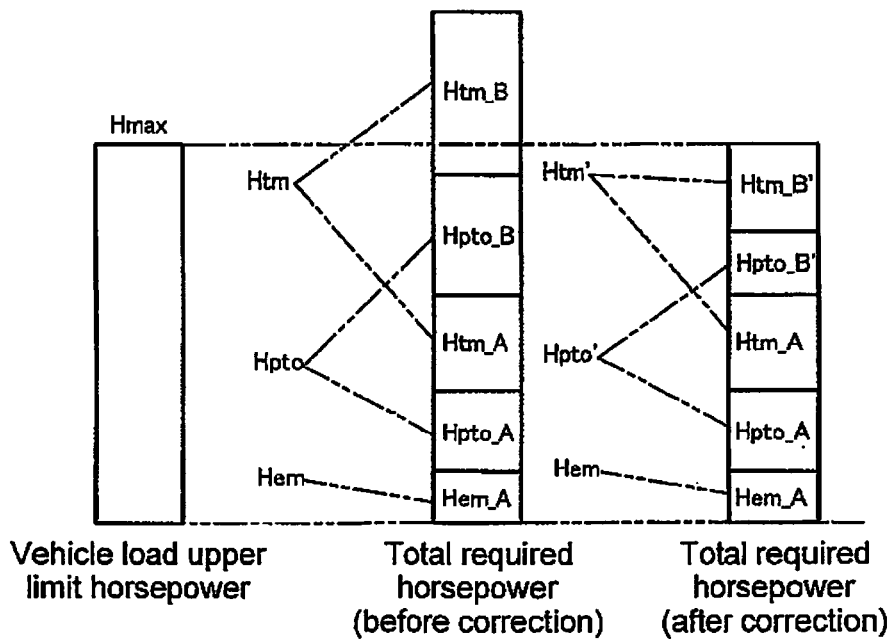 Hmax
Htm_B
Htm
Hpto_B
Htm_A
Hpto
Hpto_A
Hem
Hem_A
Htm'
Htm_B'
Hpto_B'
Htm_A
Hpto'
Hpto_A
Hem
Hem_A
Vehicle load upper
limit horsepower
Total required
horsepower
(before correction)
Total required
horsepower
(after correction)